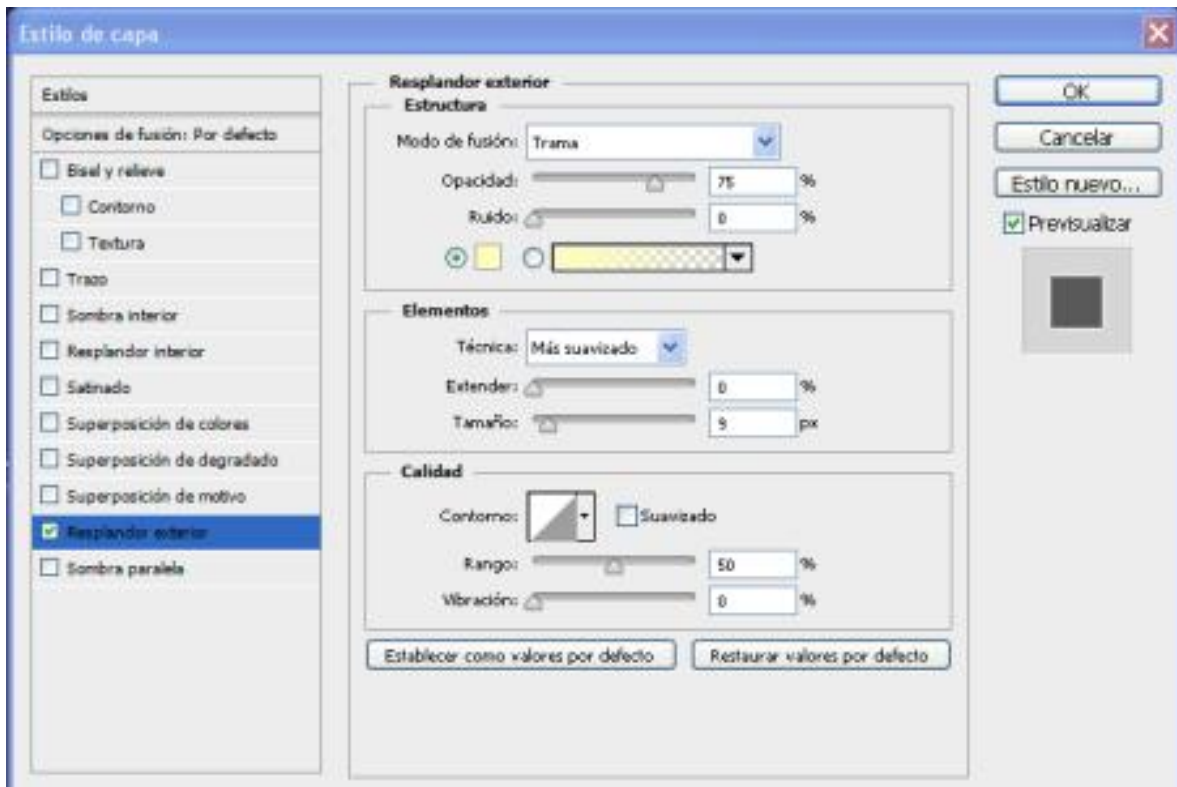 Estilo de capa
Estilos
Opciones de fusión: Por defecto
Bisel y relieve
Contorno
Textura
Trazo
Sombra interior
Resplandor interior
Satinado
Superposición de colores
Superposición de degradado
Superposición de motivo
Resplandor exterior
Sombra paralela
Resplandor exterior
Estructura
Modo de fusión: Trama
Opacidad: 75 %
Ruido: 0 %
Elementos
Técnica: Más suavizado
Extender: 0 %
Tamaño: 9 px
Calidad
Contorno: Suavizado
Rango: 50 %
Vibración: 0 %
Establecer como valores por defecto
Restaurar valores por defecto
OK
Cancelar
Estilo nuevo...
Previsualizar